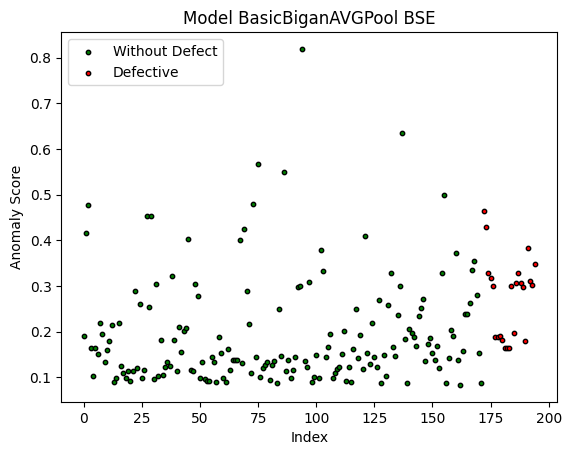 Model BasicBiganAVGPool BSE
Without Defect
Defective
Anomaly Score
0.8
0.7
0.6
0.5
0.4
0.3
0.2
0.1
0 25 50 75 100 125 150 175 200
Index